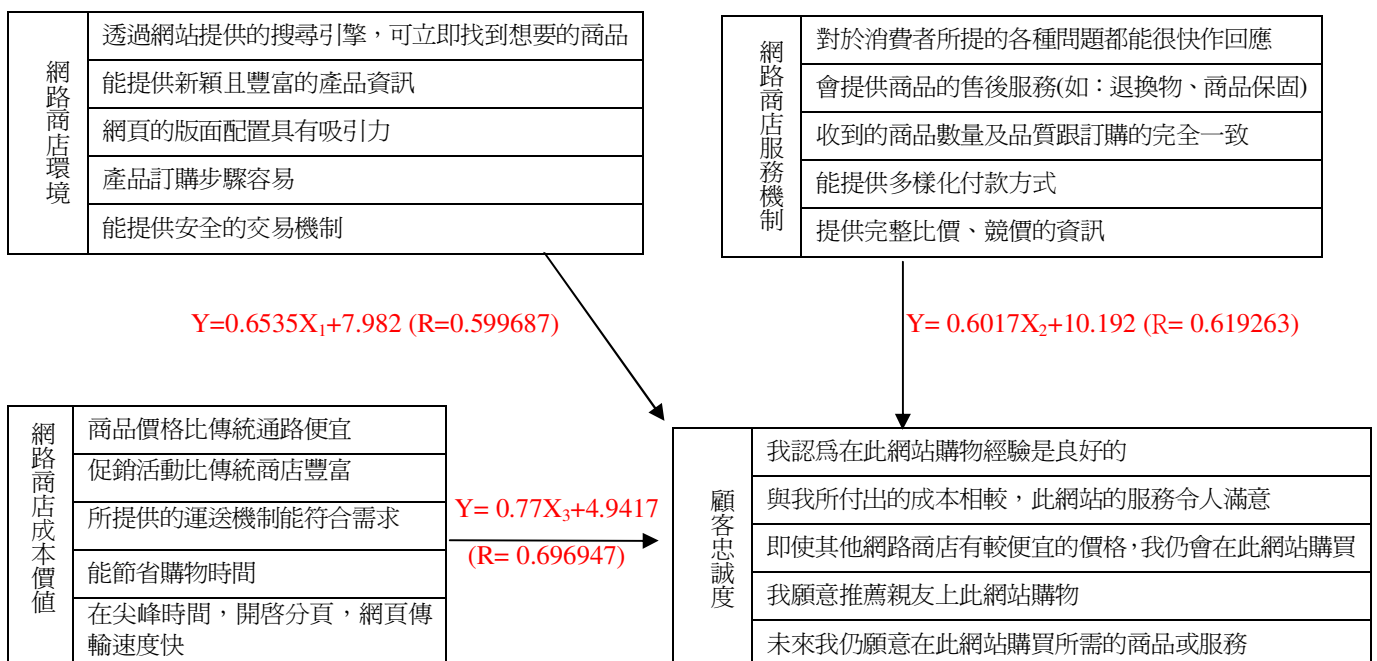 網路商店環境
透過網站提供的搜尋引擎，可立即找到想要的商品
能提供新穎且豐富的產品資訊
網頁的版面配置具有吸引力
產品訂購步驟容易
能提供安全的交易機制
網路商店服務機制
對於消費者所提的各種問題都能很快作回應
會提供商品的售後服務(如：退換物、商品保固)
收到的商品數量及品質跟訂購的完全一致
能提供多樣化付款方式
提供完整比價、競價的資訊
Y=0.6535X₁+7.982 (R=0.599687)
Y= 0.6017X₂+10.192 (R= 0.619263)
網路商店成本價值
商品價格比傳統通路便宜
促銷活動比傳統商店豐富
所提供的運送機制能符合需求
能節省購物時間
在尖峰時間，開啓分頁，網頁傳
輸速度快
Y= 0.77X₃+4.9417
(R= 0.696947)
顧客忠誠度
我認爲在此網站購物經驗是良好的
與我所付出的成本相較，此網站的服務令人滿意
即使其他網路商店有較便宜的價格，我仍會在此網站購買
我願意推薦親友上此網站購物
未來我仍願意在此網站購買所需的商品或服務